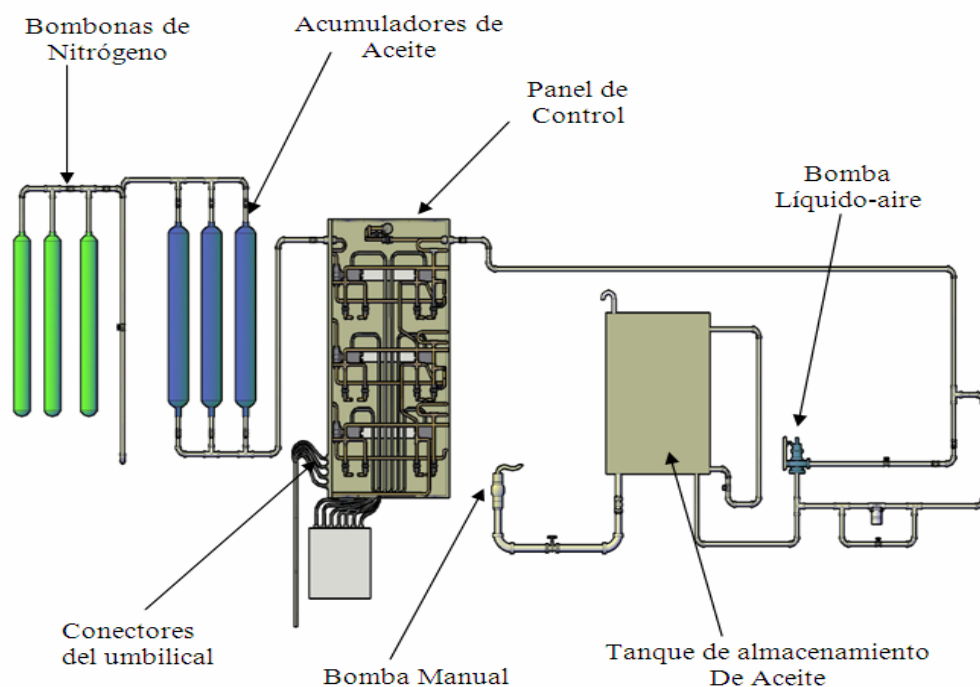 Bombonas de
Nitrógeno
Acumuladores de
Aceite
Panel de
Control
Bomba
Líquido-aire
Conectores
del umbilical
Bomba Manual
Tanque de almacenamiento
De Aceite